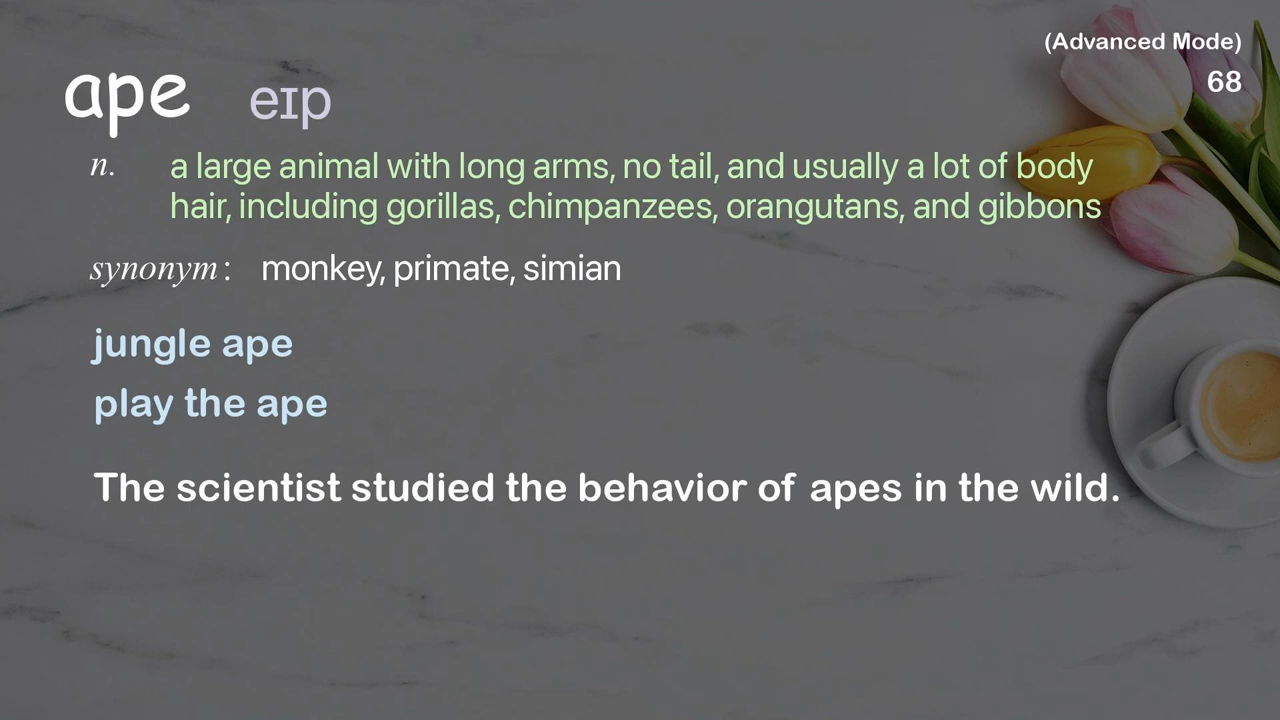 (Advanced Mode)
68
ape eɪp
n. a large animal with long arms, no tail, and usually a lot of body
hair, including gorillas, chimpanzees, orangutans, and gibbons
synonym: monkey, primate, simian
jungle ape
play the ape
The scientist studied the behavior of apes in the wild.